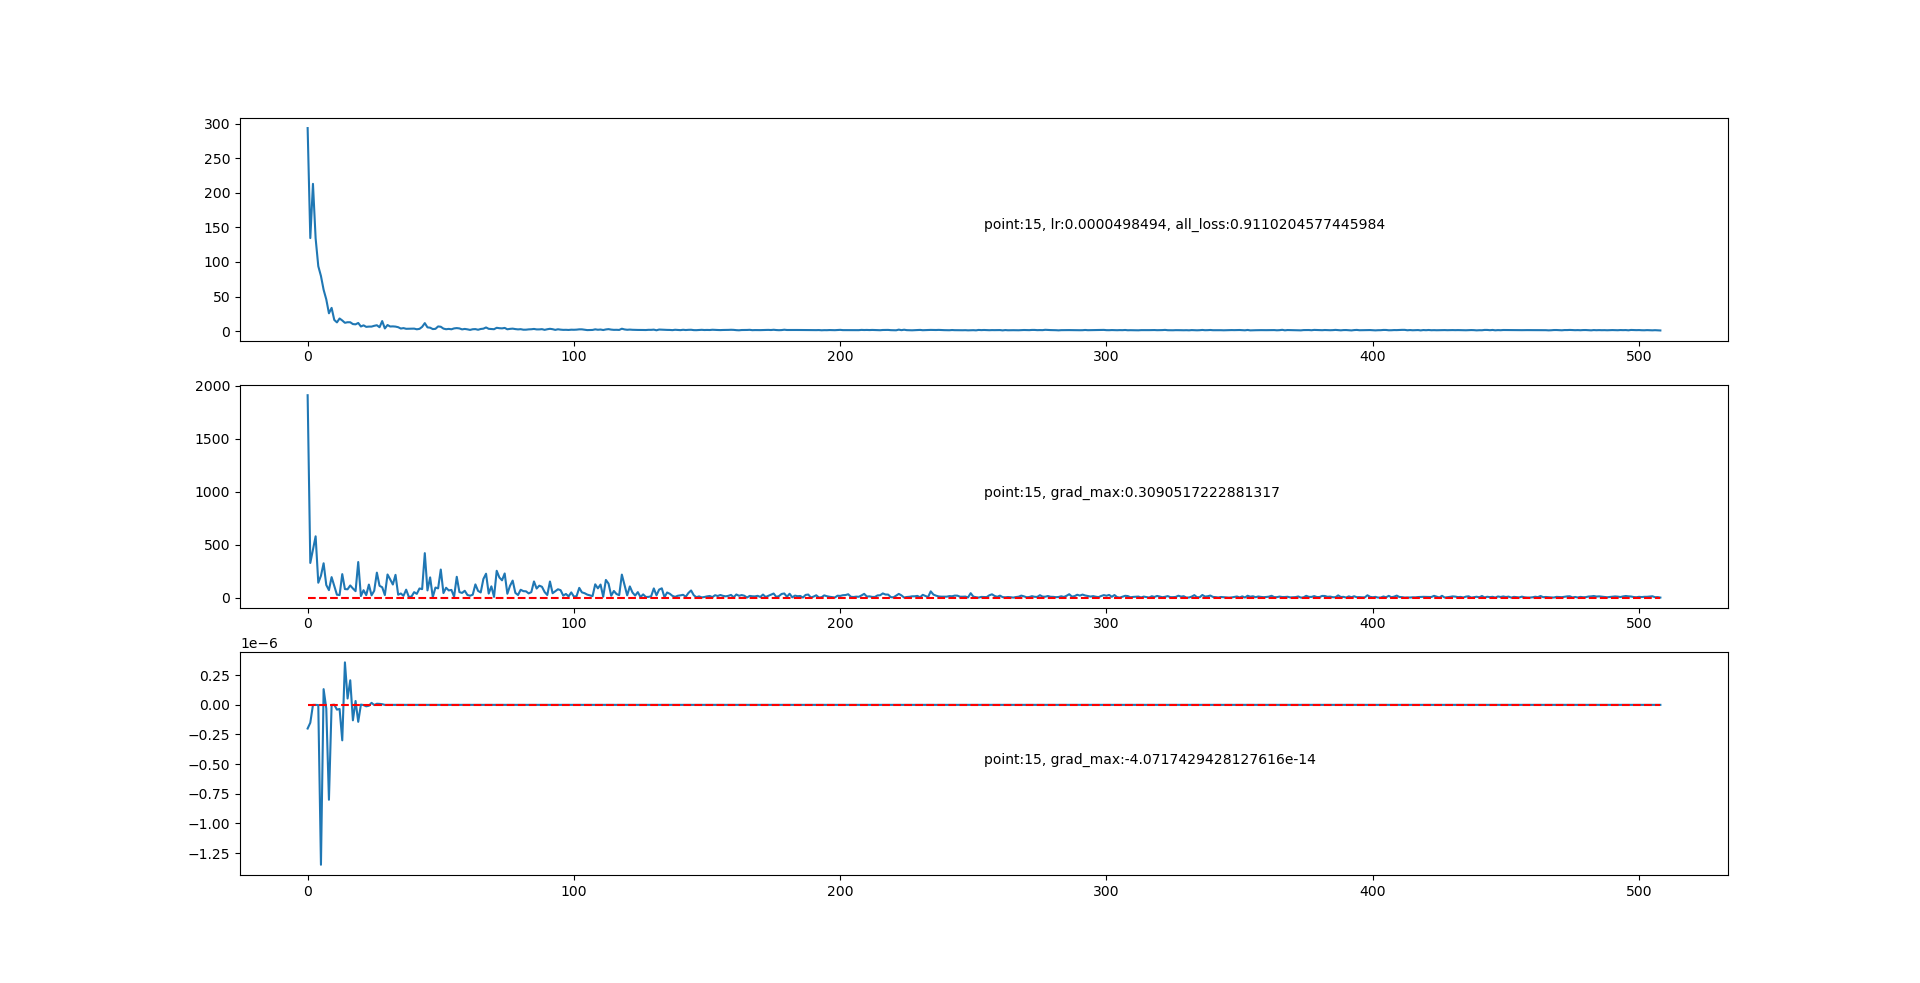 300
250
200
150
100
50
0
point:15, lr:0.0000498494, all_loss:0.9110204577445984
0 100 200 300 400 500
2000
1500
1000
500
0
point:15, grad_max:0.3090517222881317
0 100 200 300 400 500
1e−6
0.25
0.00
−0.25
−0.50
−0.75
−1.00
−1.25
point:15, grad_max:-4.0717429428127616e-14
0 100 200 300 400 500